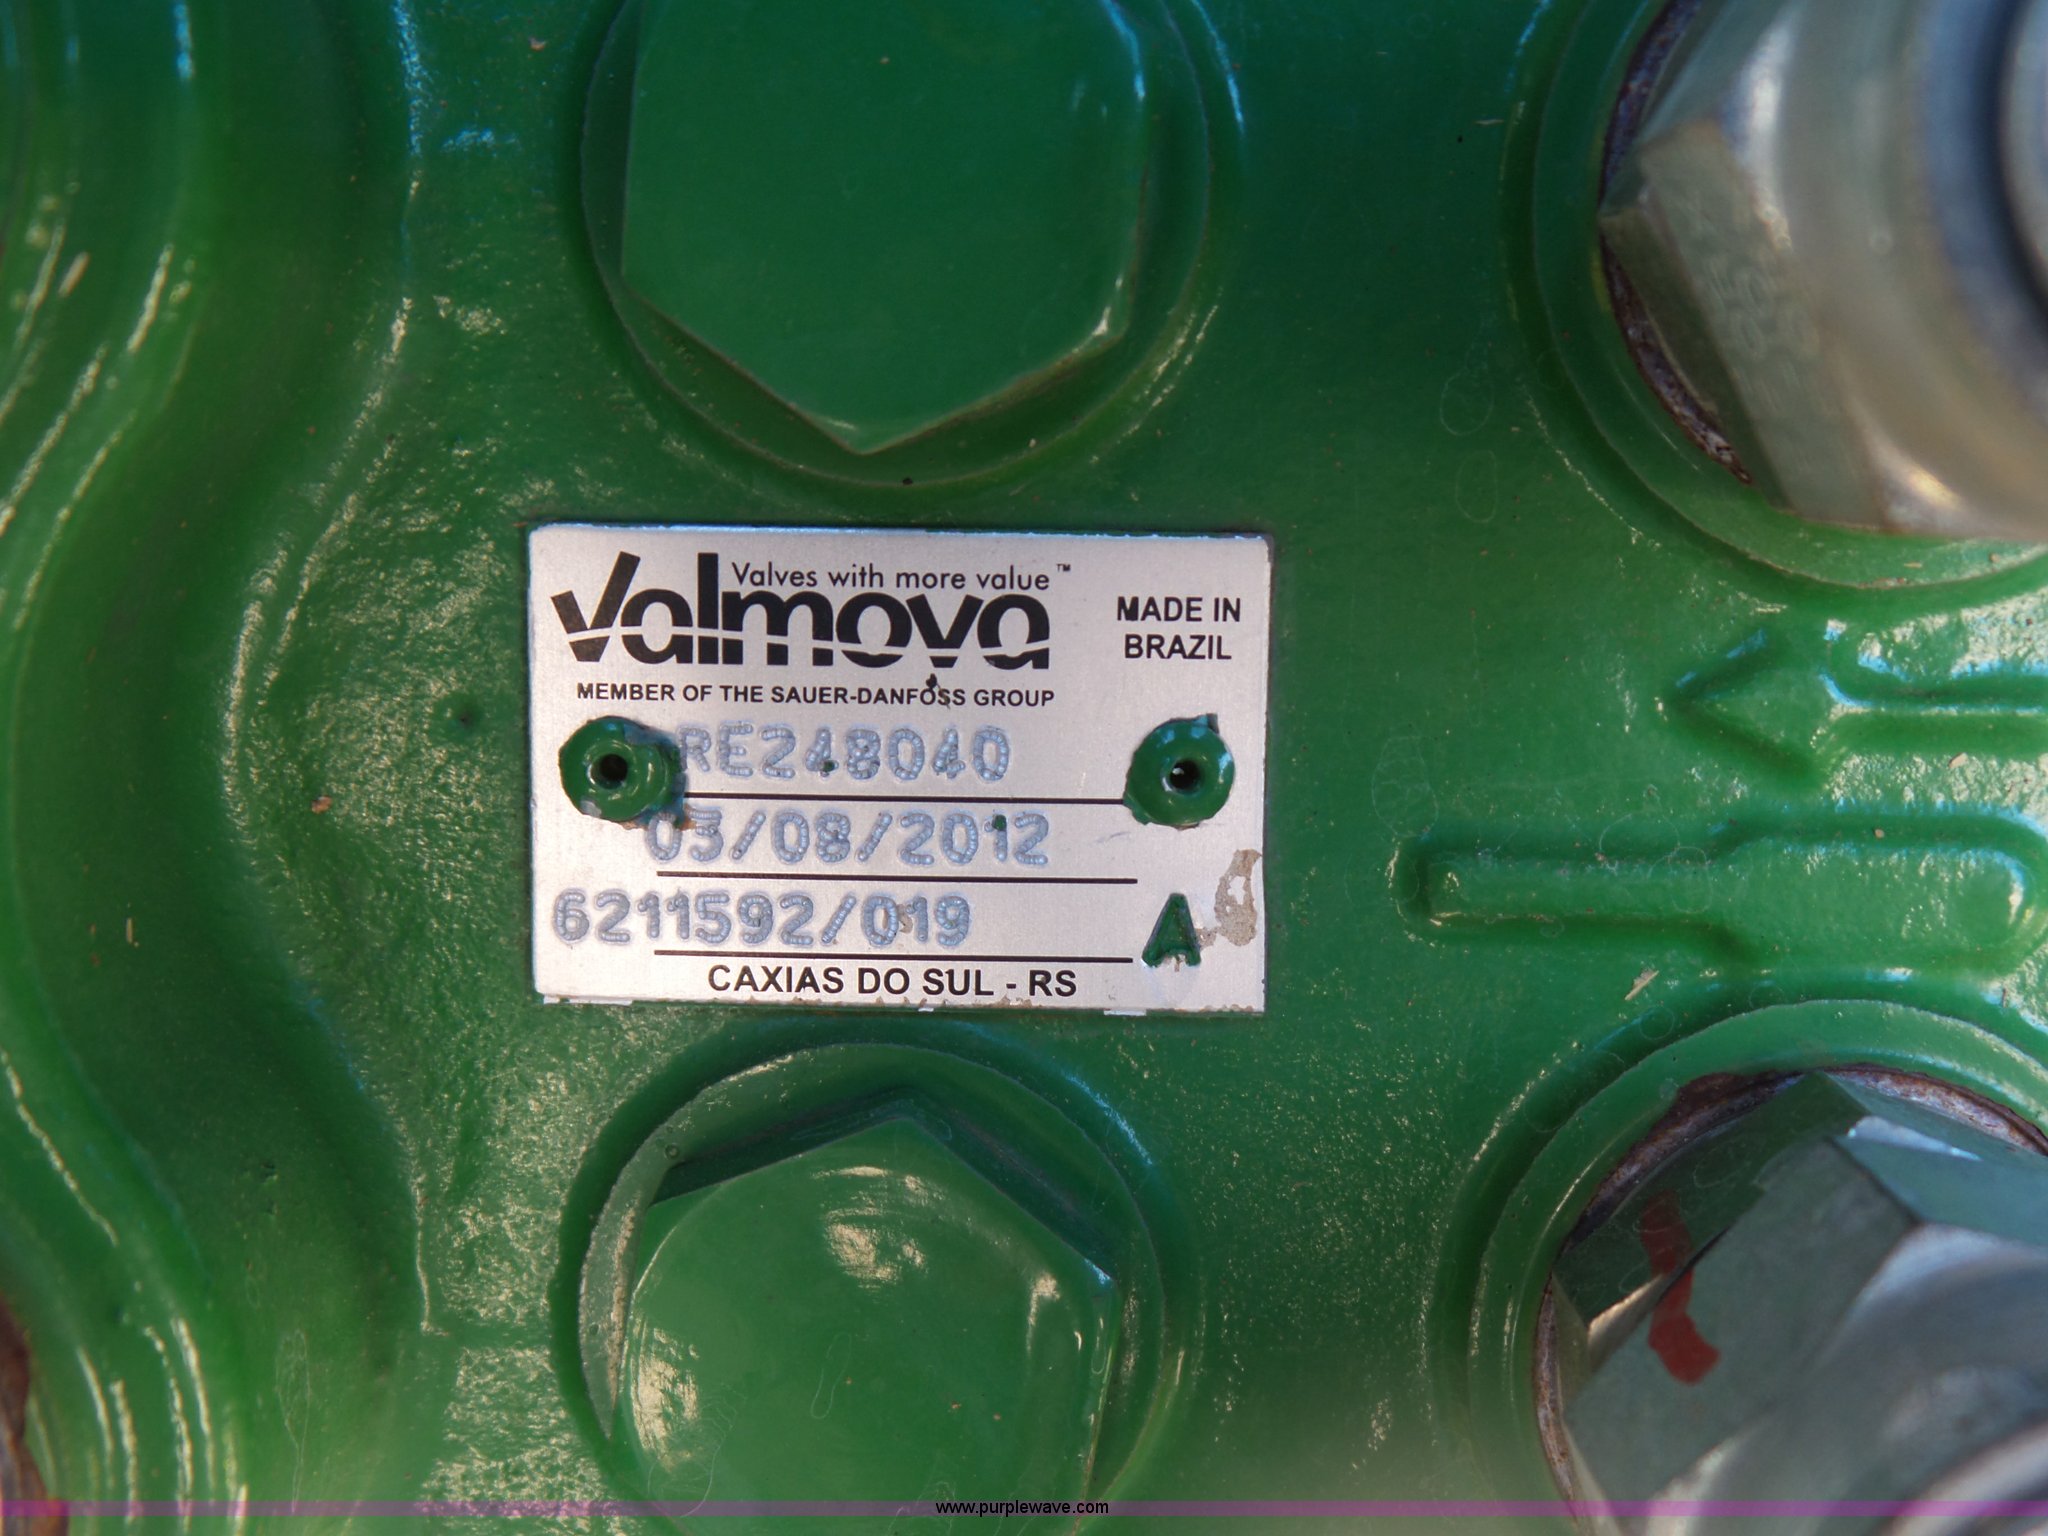 Valves with more value™
Valmova
MADE IN
BRAZIL
MEMBER OF THE SAUER-DANFOSS GROUP
RE248040
03/08/2012
6211592/019
A
CAXIAS DO SUL - RS
www.purplewave.com